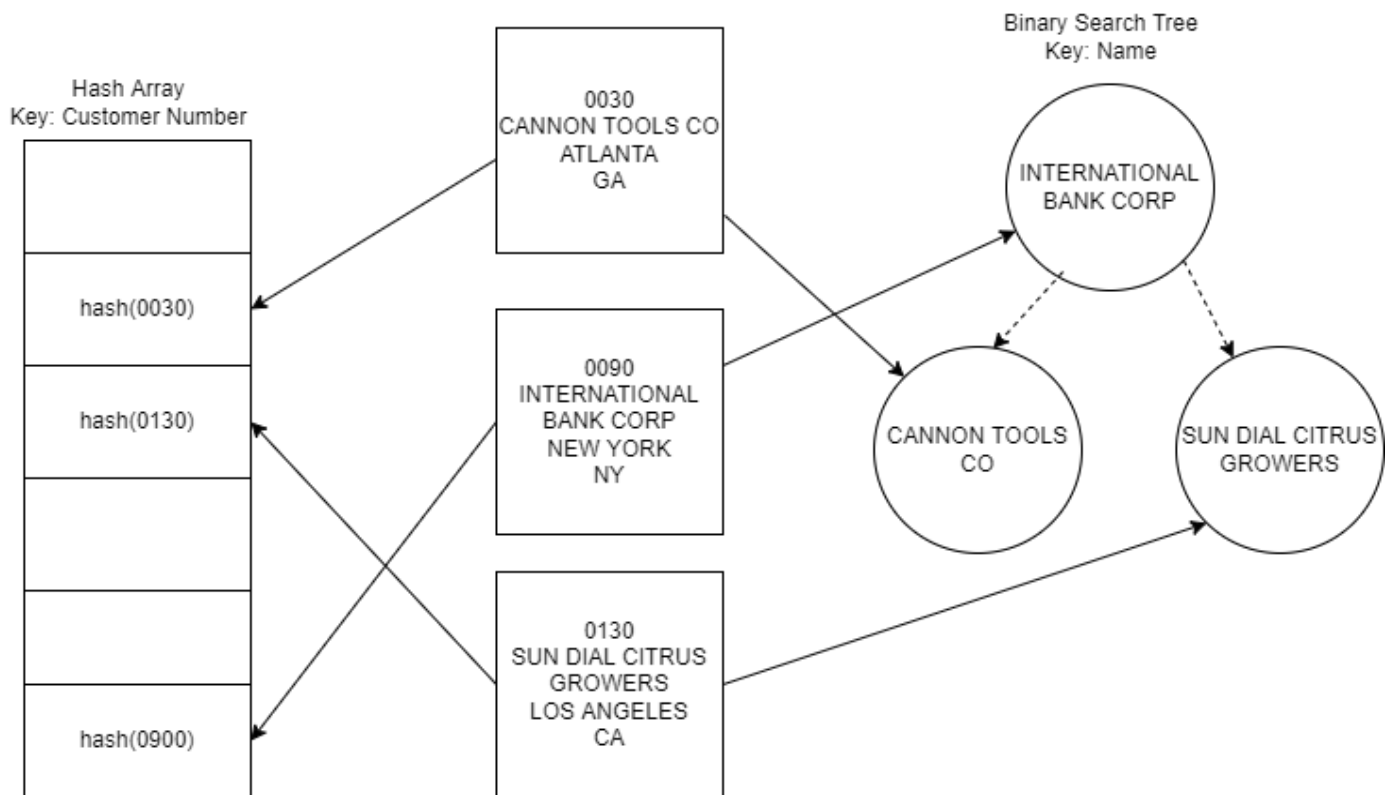 Hash Array
Key: Customer Number
hash(0030)
hash(0130)
hash(0900)
0030
CANNON TOOLS CO
ATLANTA
GA
0090
INTERNATIONAL
BANK CORP
NEW YORK
NY
0130
SUN DIAL CITRUS
GROWERS
LOS ANGELES
CA
Binary Search Tree
Key: Name
INTERNATIONAL
BANK CORP
CANNON TOOLS
CO
SUN DIAL CITRUS
GROWERS